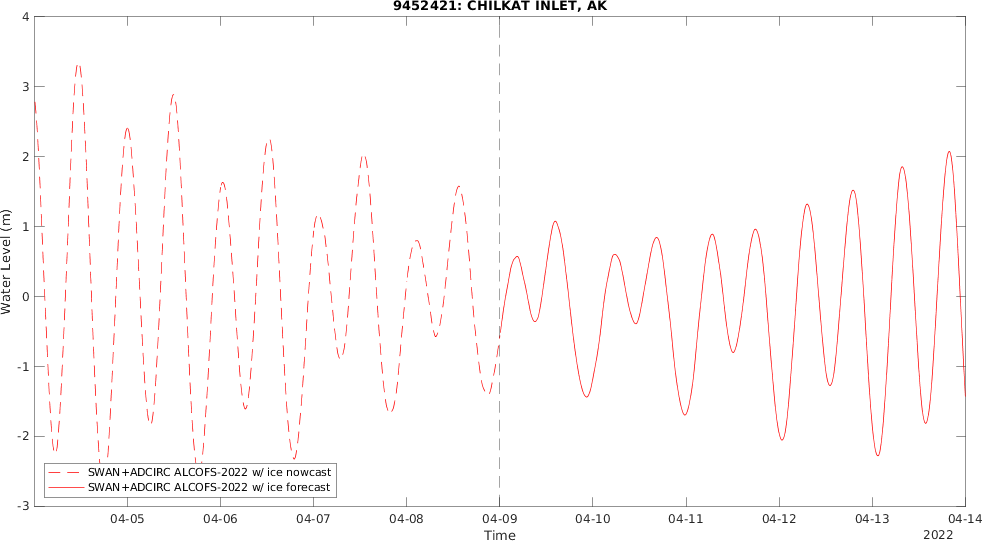 9452421: CHILKAT INLET, AK
4
3
2
1
0
-1
-2
-3
Water Level (m)
SWAN+ADCIRC ALCOFS-2022 w/ ice nowcast
SWAN+ADCIRC ALCOFS-2022 w/ ice forecast
04-05 04-06 04-07 04-08 04-09 04-10 04-11 04-12 04-13 04-14
Time
2022